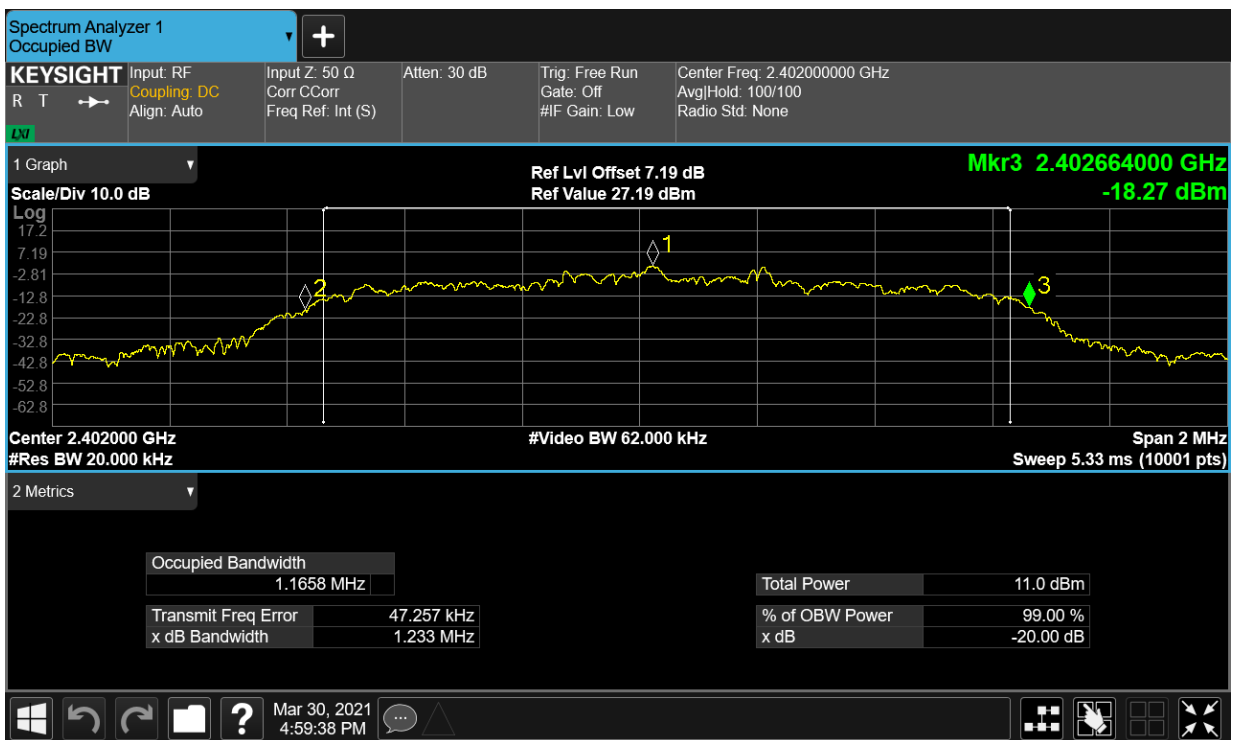 Spectrum Analyzer 1
Occupied BW
KEYSIGHT
R T
LXI
Input: RF
Coupling: DC
Align: Auto
Input Z: 50 Ω
Corr CCorr
Freq Ref: Int (S)
Atten: 30 dB
Trig: Free Run
Gate: Off
#IF Gain: Low
Center Freq: 2.402000000 GHz
Avg|Hold: 100/100
Radio Std: None
1 Graph
Scale/Div 10.0 dB
Ref Lvl Offset 7.19 dB
Ref Value 27.19 dBm
Mkr3 2.402664000 GHz
-18.27 dBm
Log
17.2
7.19
-2.81
-12.8
-22.8
-32.8
-42.8
-52.8
-62.8
1
2
3
Center 2.402000 GHz
#Res BW 20.000 kHz
#Video BW 62.000 kHz
Span 2 MHz
Sweep 5.33 ms (10001 pts)
2 Metrics
Occupied Bandwidth
1.1658 MHz
Transmit Freq Error 47.257 kHz
x dB Bandwidth 1.233 MHz
Total Power 11.0 dBm
% of OBW Power 99.00 %
x dB -20.00 dB
?
Mar 30, 2021
4:59:38 PM